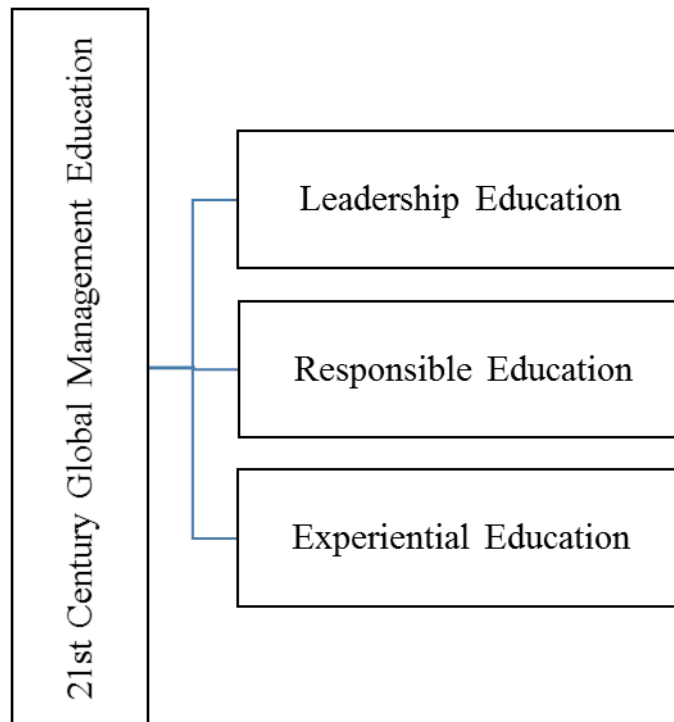 21st Century Global Management Education
Leadership Education
Responsible Education
Experiential Education